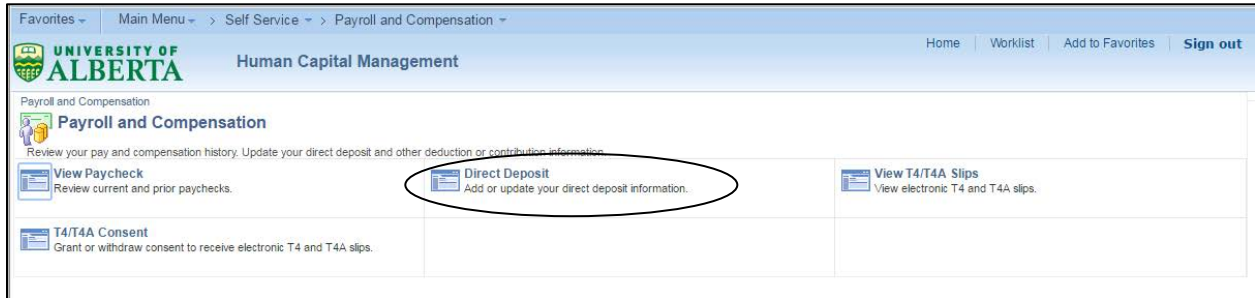 Favorites Main Menu > Self Service > Payroll and Compensation
Home Worklist Add to Favorites Sign out
UNIVERSITY OF
ALBERTA
Human Capital Management
Payroll and Compensation
Payroll and Compensation
Review your pay and compensation history. Update your direct deposit and other deduction or contribution information.
View Paycheck
Review current and prior paychecks.
Direct Deposit
Add or update your direct deposit information.
View T4/T4A Slips
View electronic T4 and T4A slips.
T4/T4A Consent
Grant or withdraw consent to receive electronic T4 and T4A slips.